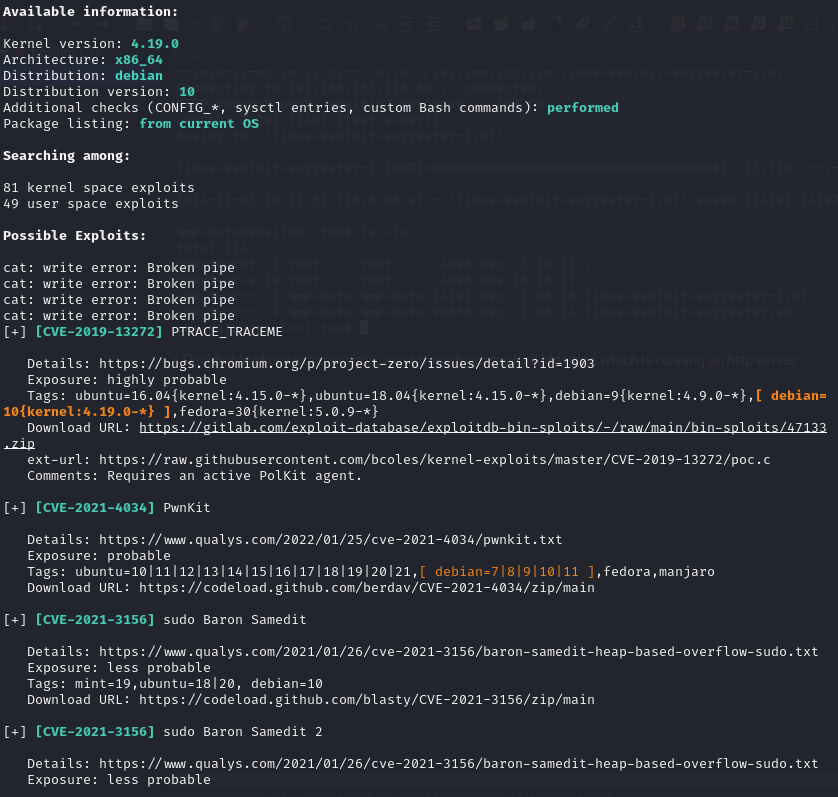 Available information:
Kernel version: 4.19.0
Architecture: x86_64
Distribution: debian
Distribution version: 10
Additional checks (CONFIG_*, sysctl entries, custom Bash commands): performed
Package listing: from current OS
Searching among:
81 kernel space exploits
49 user space exploits
Possible Exploits:
cat: write error: Broken pipe
cat: write error: Broken pipe
cat: write error: Broken pipe
cat: write error: Broken pipe
[+] [CVE-2019-13272] PTRACE_TRACEME
Details: https://bugs.chromium.org/p/project-zero/issues/detail?id=1903
Exposure: highly probable
Tags: ubuntu=16.04{kernel:4.15.0-*},ubuntu=18.04{kernel:4.15.0-*},debian=9{kernel:4.9.0-*},[ debian=
10{kernel:4.19.0-*} ],fedora=30{kernel:5.0.9-*}
Download URL: https://gitlab.com/exploit-database/exploitdb-bin-sploits/-/raw/main/bin-sploits/47133
.zip
ext-url: https://raw.githubusercontent.com/bcoles/kernel-exploits/master/CVE-2019-13272/poc.c
Comments: Requires an active PolKit agent.
[+] [CVE-2021-4034] PwnKit
Details: https://www.qualys.com/2022/01/25/cve-2021-4034/pwnkit.txt
Exposure: probable
Tags: ubuntu=10|11|12|13|14|15|16|17|18|19|20|21,[ debian=7|8|9|10|11 ],fedora,manjaro
Download URL: https://codeload.github.com/berdav/CVE-2021-4034/zip/main
[+] [CVE-2021-3156] sudo Baron Samedit
Details: https://www.qualys.com/2021/01/26/cve-2021-3156/baron-samedit-heap-based-overflow-sudo.txt
Exposure: less probable
Tags: mint=19,ubuntu=18|20, debian=10
Download URL: https://codeload.github.com/blasty/CVE-2021-3156/zip/main
[+] [CVE-2021-3156] sudo Baron Samedit 2
Details: https://www.qualys.com/2021/01/26/cve-2021-3156/baron-samedit-heap-based-overflow-sudo.txt
Exposure: less probable